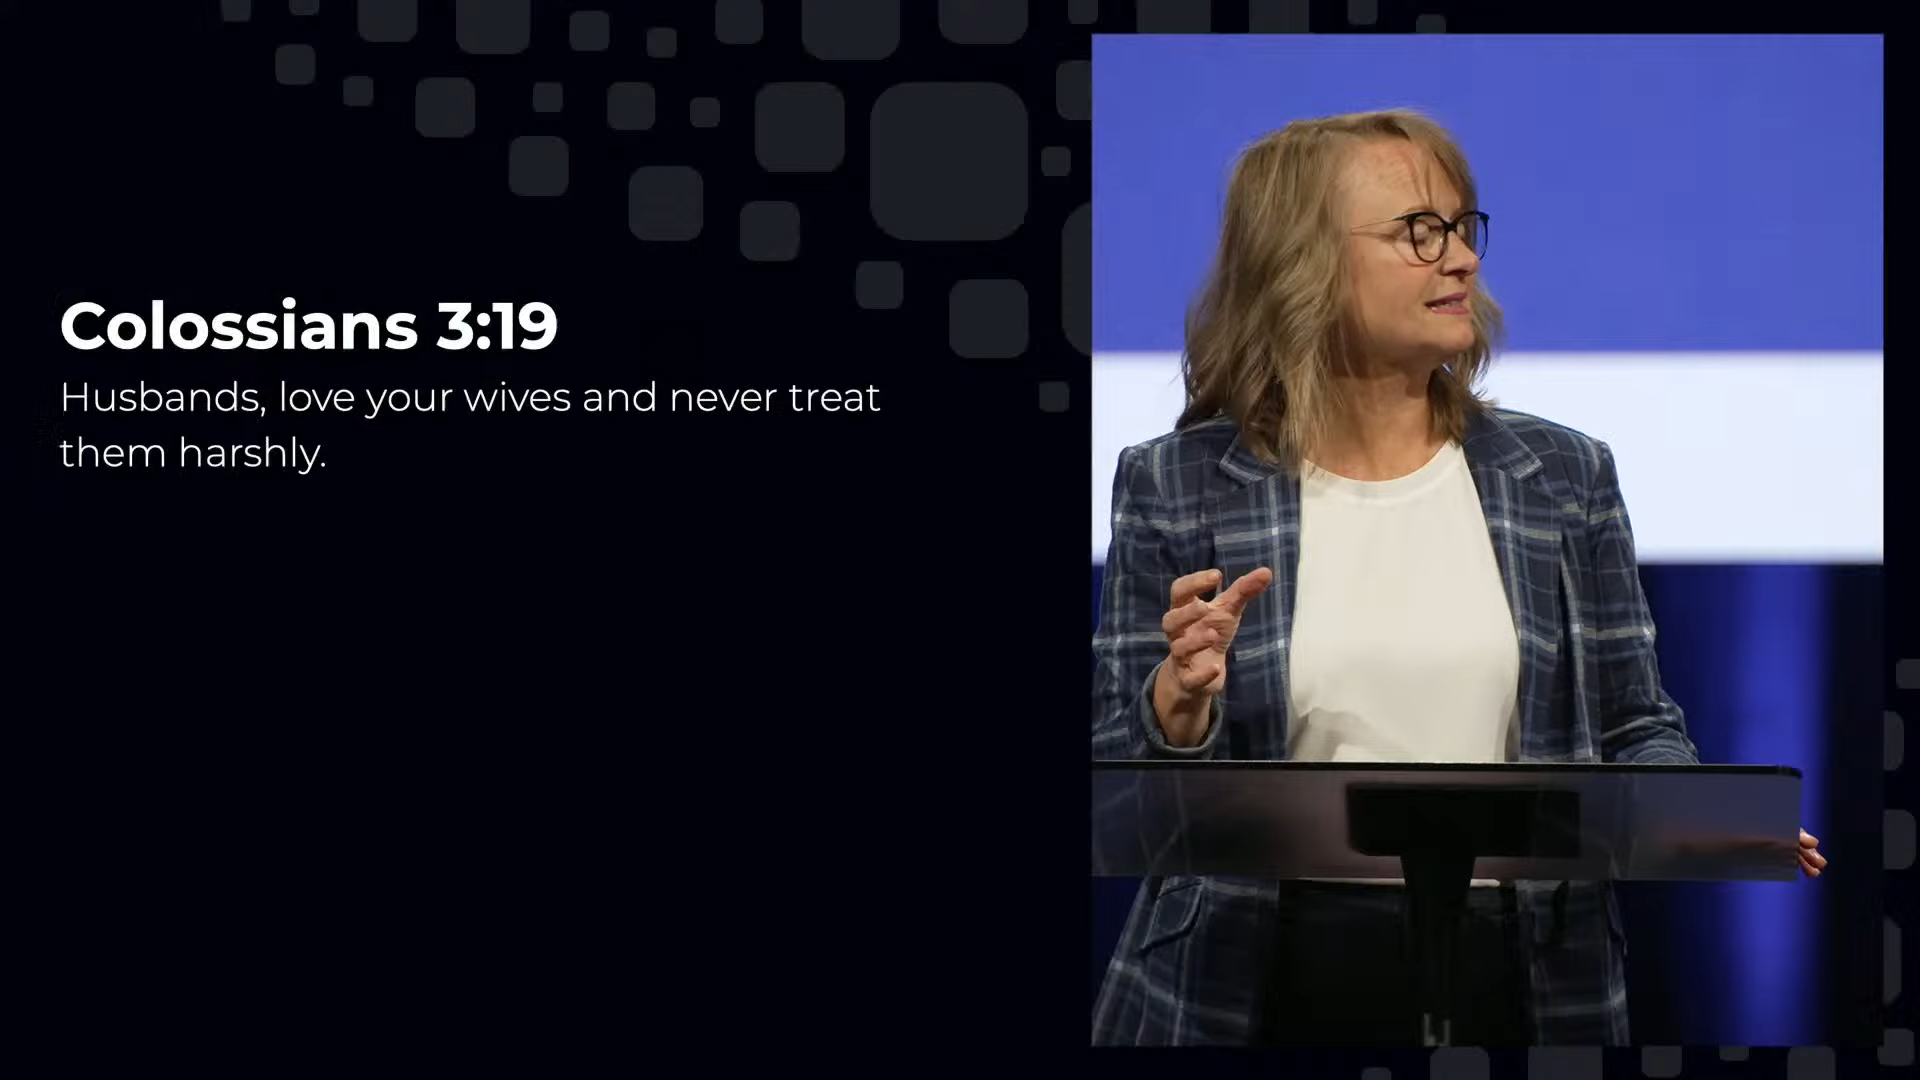 Colossians 3:19
Husbands, love your wives and never treat
them harshly.